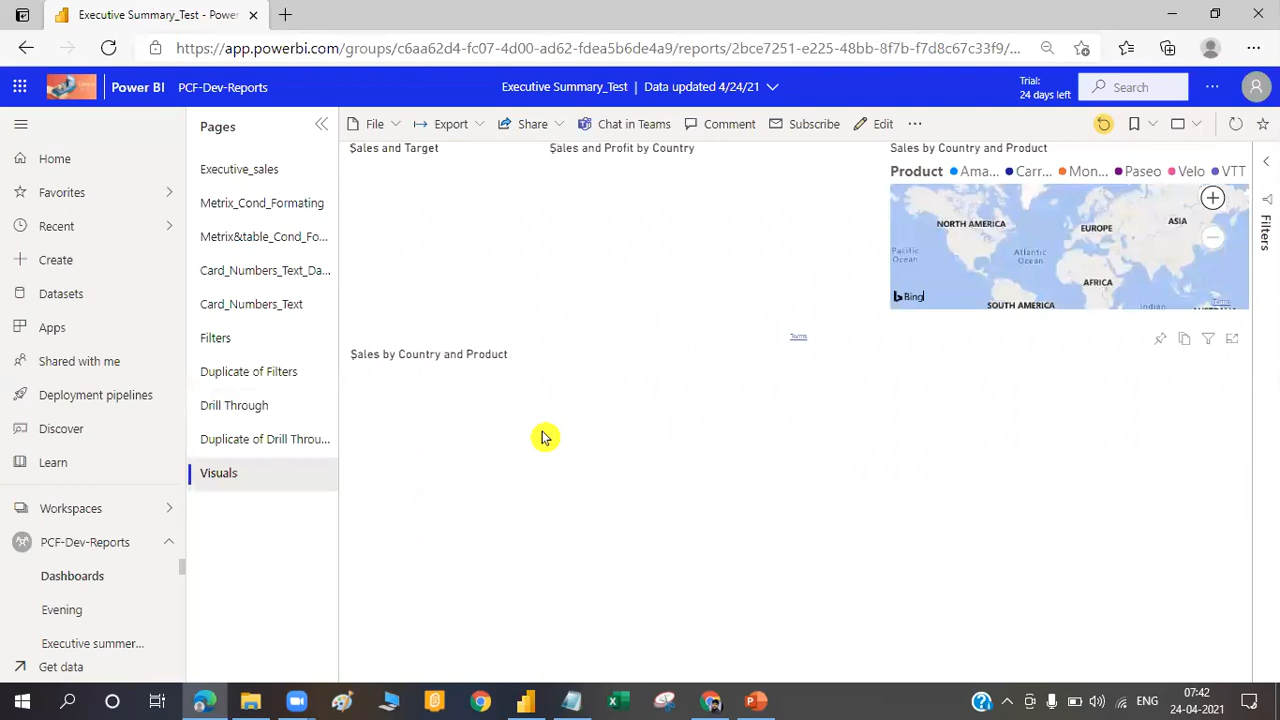 Executive_Summary_Test - Power
https://app.powerbi.com/groups/c6aa62d4-fc07-4d00-ad62-fdea5b6de4a9/reports/2bce7251-e225-48bb-8f7b-f7d8c67c33f9/...
Power BI PCF-Dev-Reports
Executive Summary_Test Data updated 4/24/21
Trial:
24 days left
Search
Pages
File Export Share Chat in Teams Comment Subscribe Edit
Home
Favorites
Recent
Create
Datasets
Apps
Shared with me
Deployment pipelines
Discover
Learn
Workspaces
PCF-Dev-Reports
Dashboards
Evening
Executive summer...
Get data
Executive_sales
Metrix_Cond_Formating
Metrix&table_Cond_Fo...
Card_Numbers_Text_Da...
Card_Numbers_Text
Filters
Duplicate of Filters
Drill Through
Duplicate of Drill Throu...
Visuals
Sales and Target
Sales and Profit by Country
Sales by Country and Product
Product Ama... Carr... Mon... Paseo Velo VTT
NORTH AMERICA
EUROPE
ASIA
Pacific
Ocean
Atlantic
Ocean
AFRICA
SOUTH AMERICA
Indian
Bing
Terms
Terms
Sales by Country and Product
Filters
ENG
07:42
24-04-2021